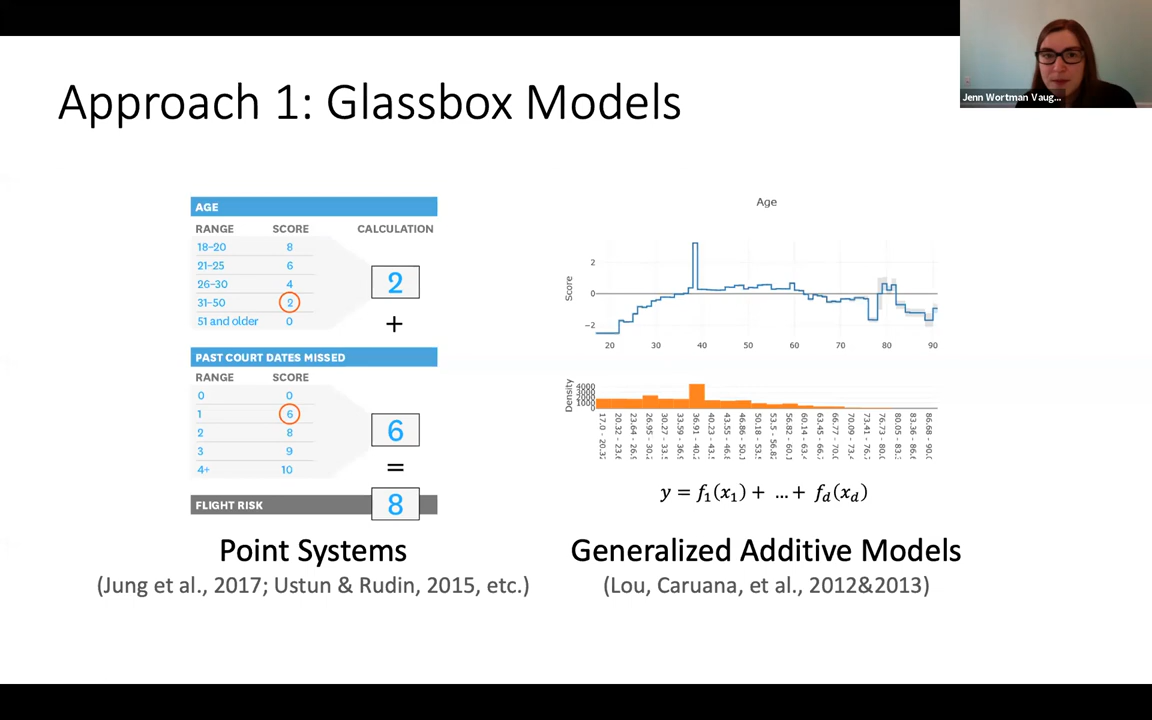 Approach 1: Glassbox Models
Jenn Wortman Vaug...
AGE
RANGE SCORE CALCULATION
18–20 8
21–25 6
26–30 4
31–50 2
51 and older 0
2
+
PAST COURT DATES MISSED
RANGE SCORE
0 0
1 6
2 8
3 9
4+ 10
6
=
FLIGHT RISK 8
Point Systems
(Jung et al., 2017; Ustun & Rudin, 2015, etc.)
Age
Score
2
0
−2
20 30 40 50 60 70 80 90
Density
4000
3000
2000
1000
0
y = f₁(x₁) + ...+ f_d(x_d)
Generalized Additive Models
(Lou, Caruana, et al., 2012&2013)